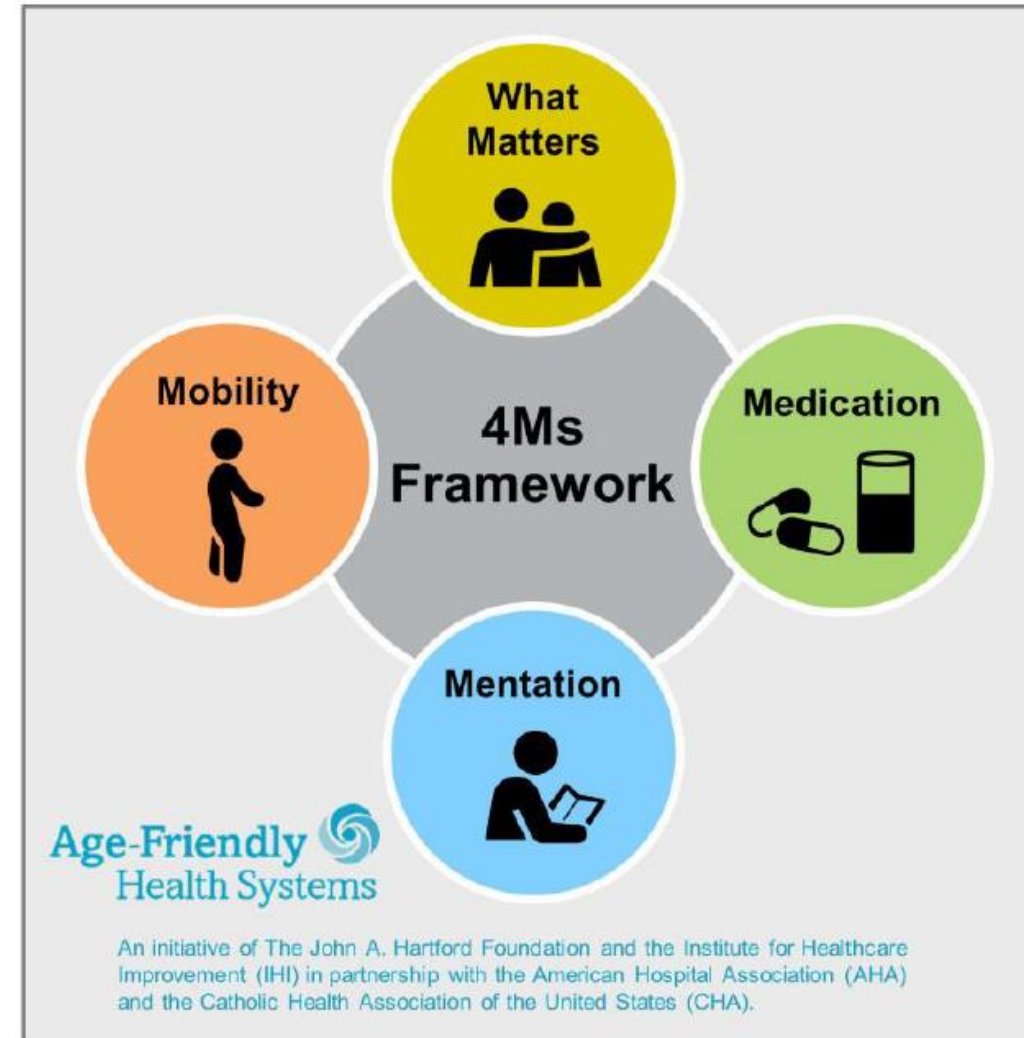 What
Matters
Mobility
4Ms
Framework
Medication
Mentation
Age-Friendly
Health Systems
An initiative of The John A. Hartford Foundation and the Institute for Healthcare
Improvement (IHI) in partnership with the American Hospital Association (AHA)
and the Catholic Health Association of the United States (CHA).